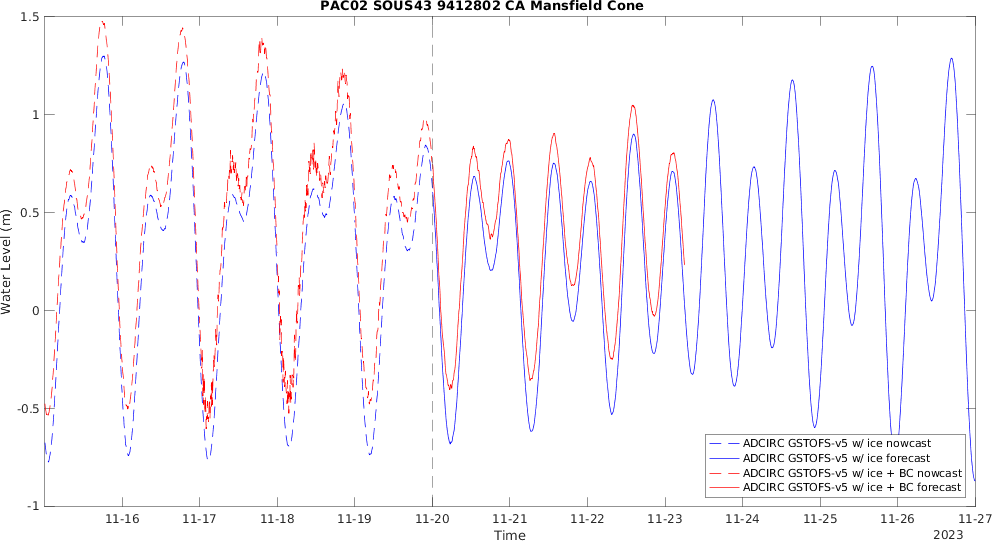 PAC02 SOUS43 9412802 CA Mansfield Cone
1.5
1
0.5
0
-0.5
-1
Water Level (m)
11-16 11-17 11-18 11-19 11-20 11-21 11-22 11-23 11-24 11-25 11-26 11-27
Time
2023
ADCIRC GSTOFS-v5 w/ ice nowcast
ADCIRC GSTOFS-v5 w/ ice forecast
ADCIRC GSTOFS-v5 w/ ice + BC nowcast
ADCIRC GSTOFS-v5 w/ ice + BC forecast